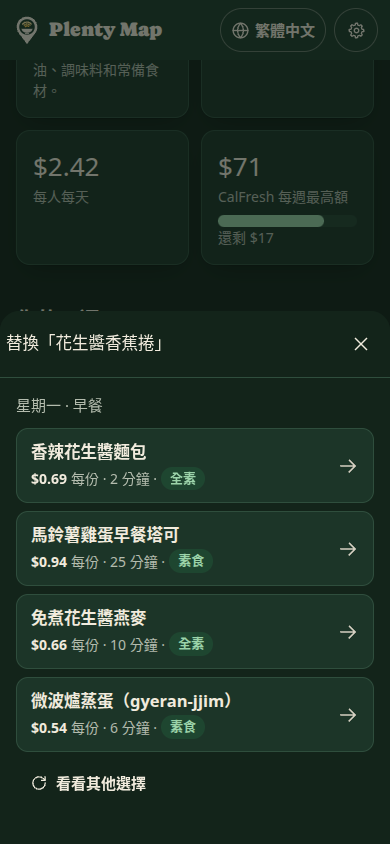 Plenty Map
繁體中文
油、調味料和常備食
材。
$2.42
每人每天
$71
CalFresh 每週最高額
還剩 $17
替換「花生醬香蕉捲」
星期一 · 早餐
香辣花生醬麵包
$0.69 每份 · 2 分鐘 · 全素
馬鈴薯雞蛋早餐塔可
$0.94 每份 · 25 分鐘 · 素食
免煮花生醬燕麥
$0.66 每份 · 10 分鐘 · 全素
微波爐蒸蛋（gyeran-jjim）
$0.54 每份 · 6 分鐘 · 素食
看看其他選擇